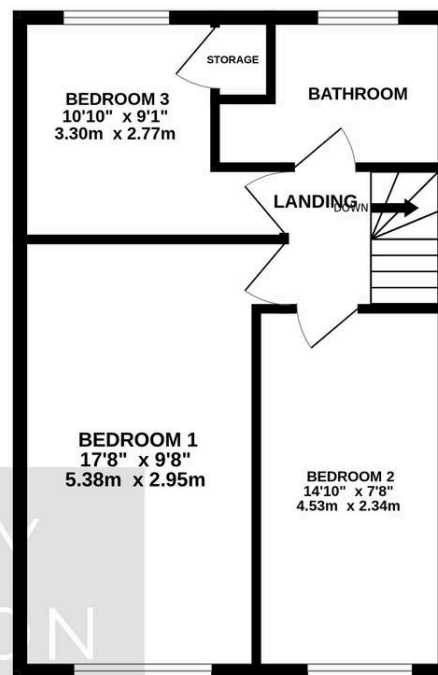 STORAGE
BEDROOM 3
10'10" x 9'1"
3.30m x 2.77m
BATHROOM
LANDING
DOWN
BEDROOM 1
17'8" x 9'8"
5.38m x 2.95m
BEDROOM 2
14'10" x 7'8"
4.53m x 2.34m
Y
ON